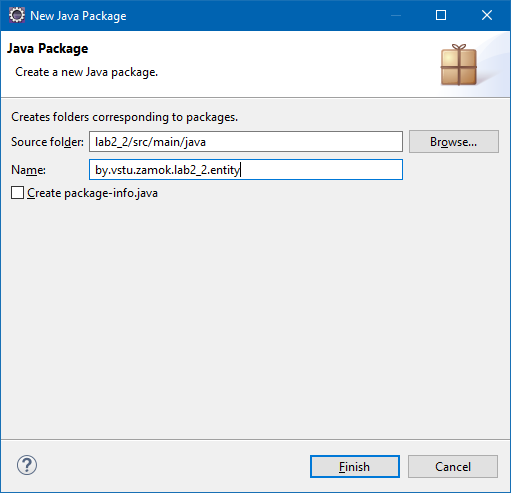 New Java Package
Java Package
Create a new Java package.
Creates folders corresponding to packages.
Source folder: lab2_2/src/main/java Browse...
Name: by.vstu.zamok.lab2_2.entity
Create package-info.java
? Finish Cancel